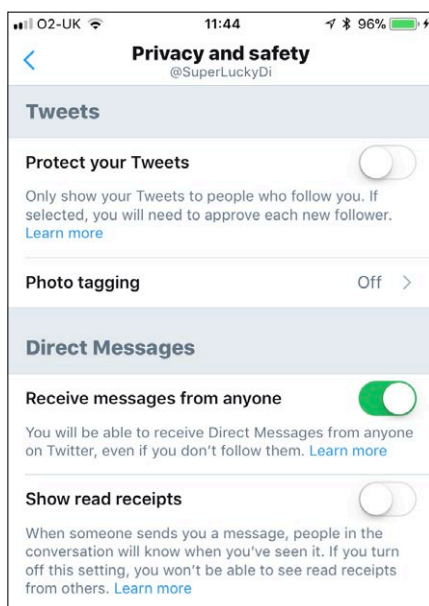 O2-UK 11:44 96%
Privacy and safety
@SuperLuckyDi
Tweets
Protect your Tweets
Only show your Tweets to people who follow you. If
selected, you will need to approve each new follower.
Learn more
Photo tagging Off
Direct Messages
Receive messages from anyone
You will be able to receive Direct Messages from anyone
on Twitter, even if you don’t follow them. Learn more
Show read receipts
When someone sends you a message, people in the
conversation will know when you’ve seen it. If you turn
off this setting, you won’t be able to see read receipts
from others. Learn more